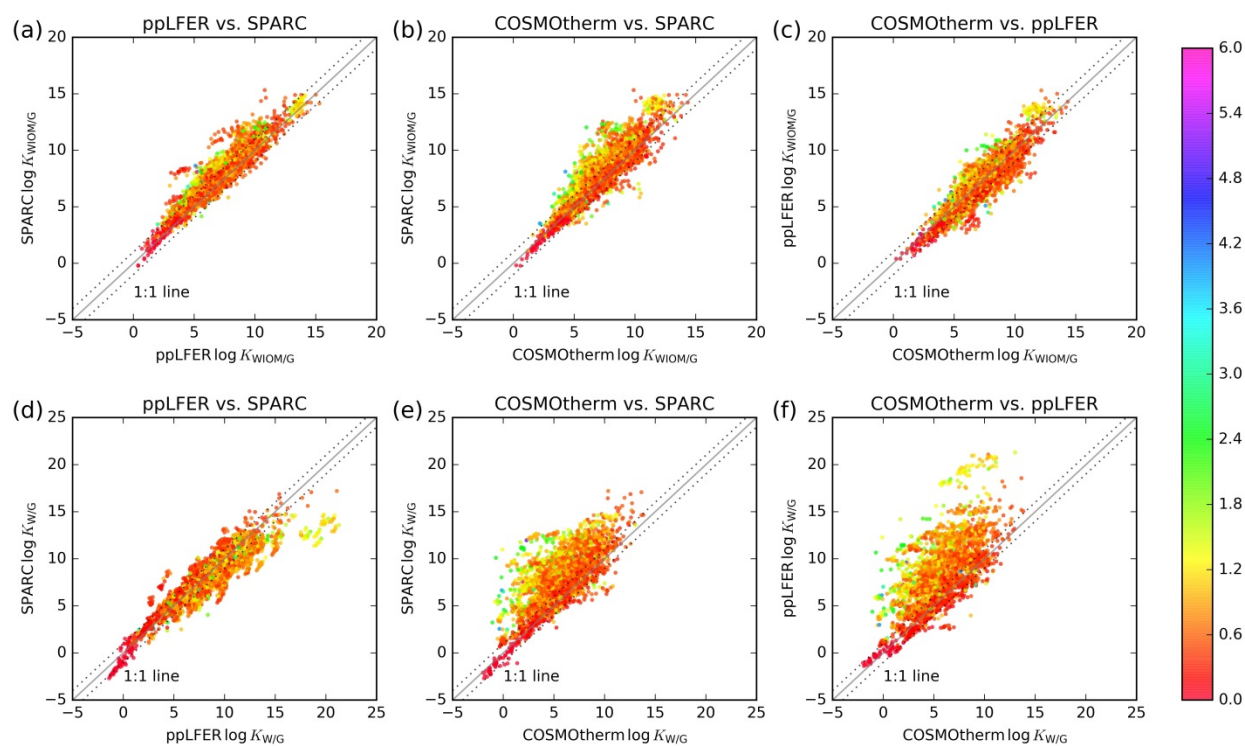 (a) ppLFER vs. SPARC
20
15
10
5
0
−5
SPARC log K_WIOM/G
1:1 line
−5 0 5 10 15 20
ppLFER log K_WIOM/G
(b) COSMOtherm vs. SPARC
20
15
10
5
0
−5
SPARC log K_WIOM/G
1:1 line
−5 0 5 10 15 20
COSMOtherm log K_WIOM/G
(c) COSMOtherm vs. ppLFER
20
15
10
5
0
−5
ppLFER log K_WIOM/G
1:1 line
−5 0 5 10 15 20
COSMOtherm log K_WIOM/G
(d) ppLFER vs. SPARC
25
20
15
10
5
0
−5
SPARC log K_W/G
1:1 line
−5 0 5 10 15 20 25
ppLFER log K_W/G
(e) COSMOtherm vs. SPARC
25
20
15
10
5
0
−5
SPARC log K_W/G
1:1 line
−5 0 5 10 15 20 25
COSMOtherm log K_W/G
(f) COSMOtherm vs. ppLFER
25
20
15
10
5
0
−5
ppLFER log K_W/G
1:1 line
−5 0 5 10 15 20 25
COSMOtherm log K_W/G
6.0
5.4
4.8
4.2
3.6
3.0
2.4
1.8
1.2
0.6
0.0